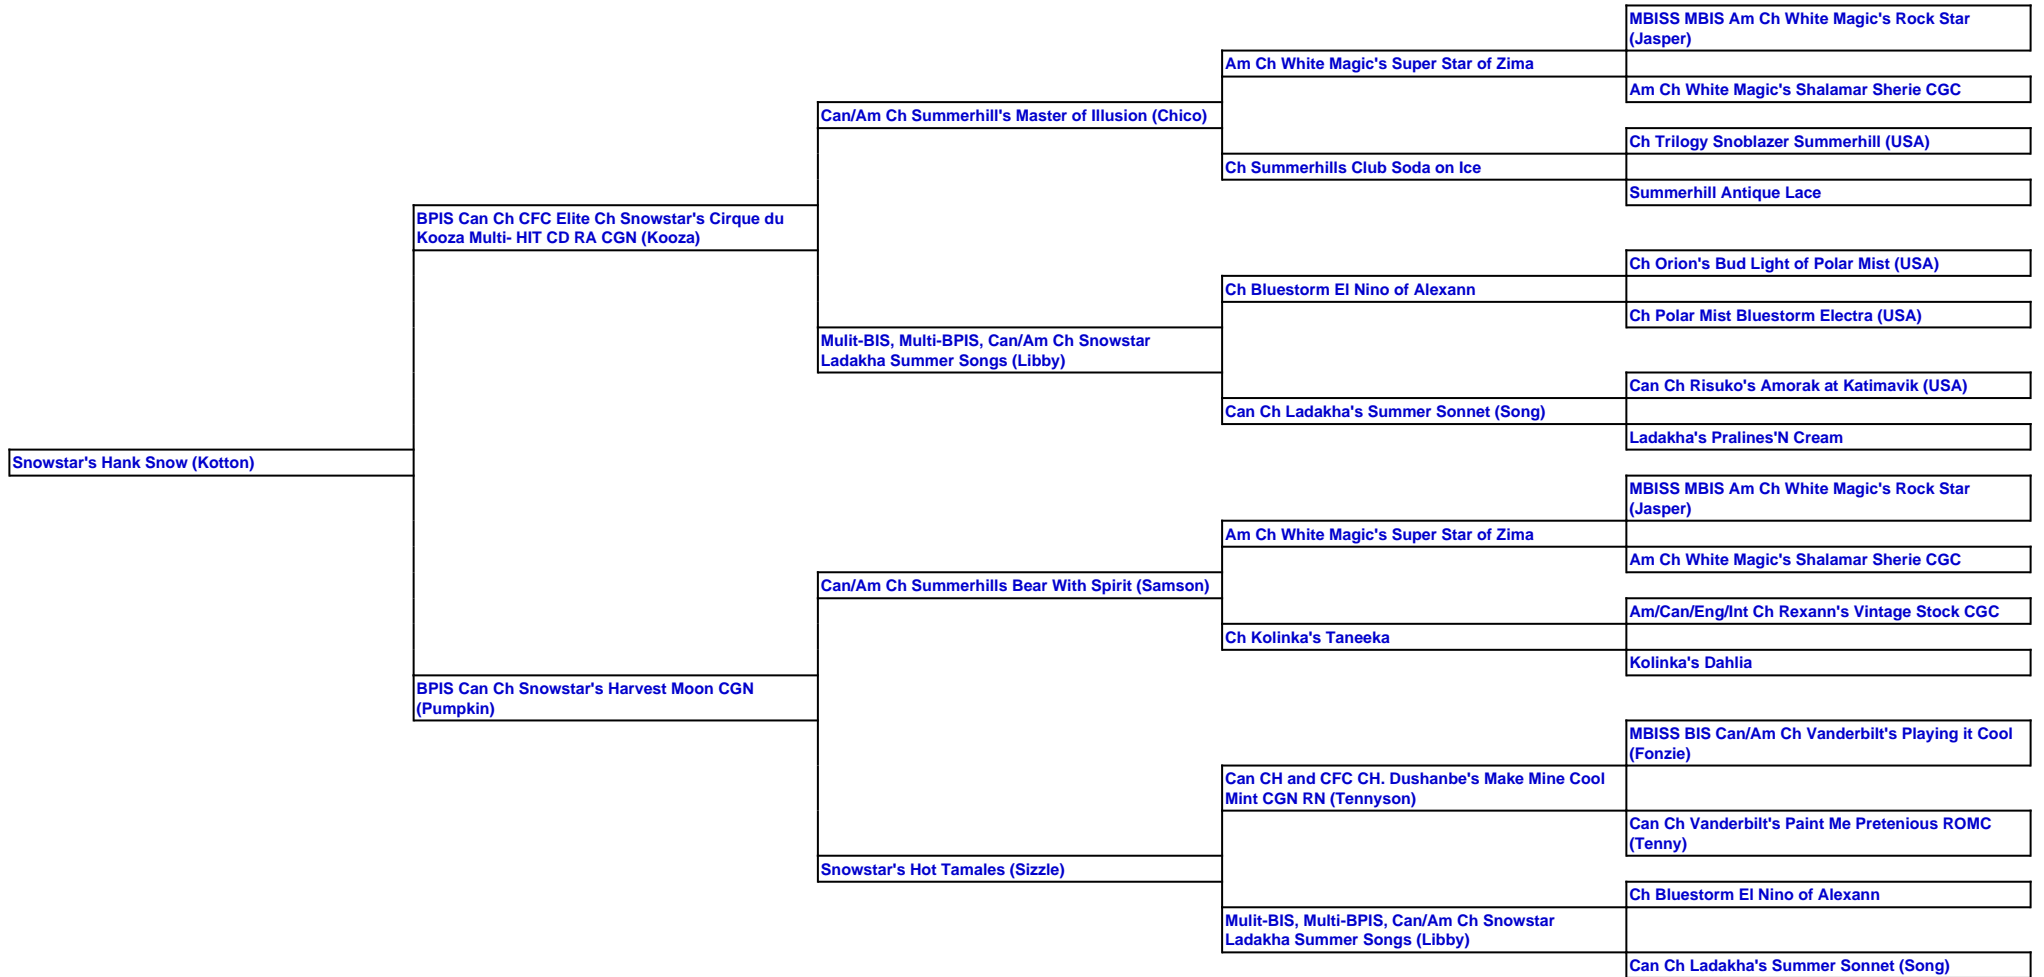 MBISS MBIS Am Ch White Magic's Rock Star
(Jasper)
Am Ch White Magic's Super Star of Zima
Am Ch White Magic's Shalamar Sherie CGC
Can/Am Ch Summerhill's Master of Illusion (Chico)
Ch Trilogy Snoblazer Summerhill (USA)
Ch Summerhills Club Soda on Ice
Summerhill Antique Lace
BPIS Can Ch CFC Elite Ch Snowstar's Cirque du
Kooza Multi- HIT CD RA CGN (Kooza)
Ch Orion's Bud Light of Polar Mist (USA)
Ch Bluestorm El Nino of Alexann
Ch Polar Mist Bluestorm Electra (USA)
Mulit-BIS, Multi-BPIS, Can/Am Ch Snowstar
Ladakha Summer Songs (Libby)
Can Ch Risuko's Amorak at Katimavik (USA)
Can Ch Ladakha's Summer Sonnet (Song)
Ladakha's Pralines'N Cream
Snowstar's Hank Snow (Kotton)
MBISS MBIS Am Ch White Magic's Rock Star
(Jasper)
Am Ch White Magic's Super Star of Zima
Am Ch White Magic's Shalamar Sherie CGC
Can/Am Ch Summerhills Bear With Spirit (Samson)
Am/Can/Eng/Int Ch Rexann's Vintage Stock CGC
Ch Kolinka's Taneeka
Kolinka's Dahlia
BPIS Can Ch Snowstar's Harvest Moon CGN
(Pumpkin)
MBISS BIS Can/Am Ch Vanderbilt's Playing it Cool
(Fonzie)
Can CH and CFC CH. Dushanbe's Make Mine Cool
Mint CGN RN (Tennyson)
Can Ch Vanderbilt's Paint Me Pretenious ROMC
(Tenny)
Snowstar's Hot Tamales (Sizzle)
Ch Bluestorm El Nino of Alexann
Mulit-BIS, Multi-BPIS, Can/Am Ch Snowstar
Ladakha Summer Songs (Libby)
Can Ch Ladakha's Summer Sonnet (Song)